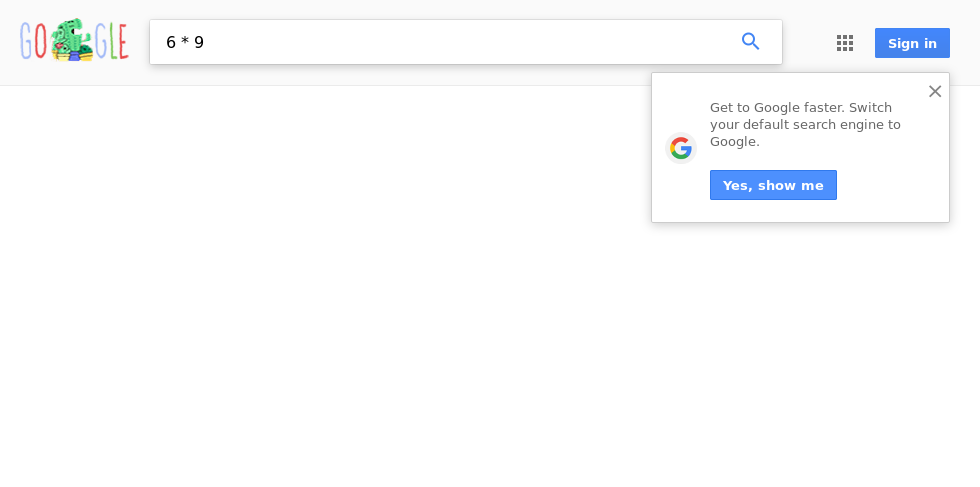 GOOGLE
6 * 9
Sign in
Get to Google faster. Switch
your default search engine to
Google.
Yes, show me